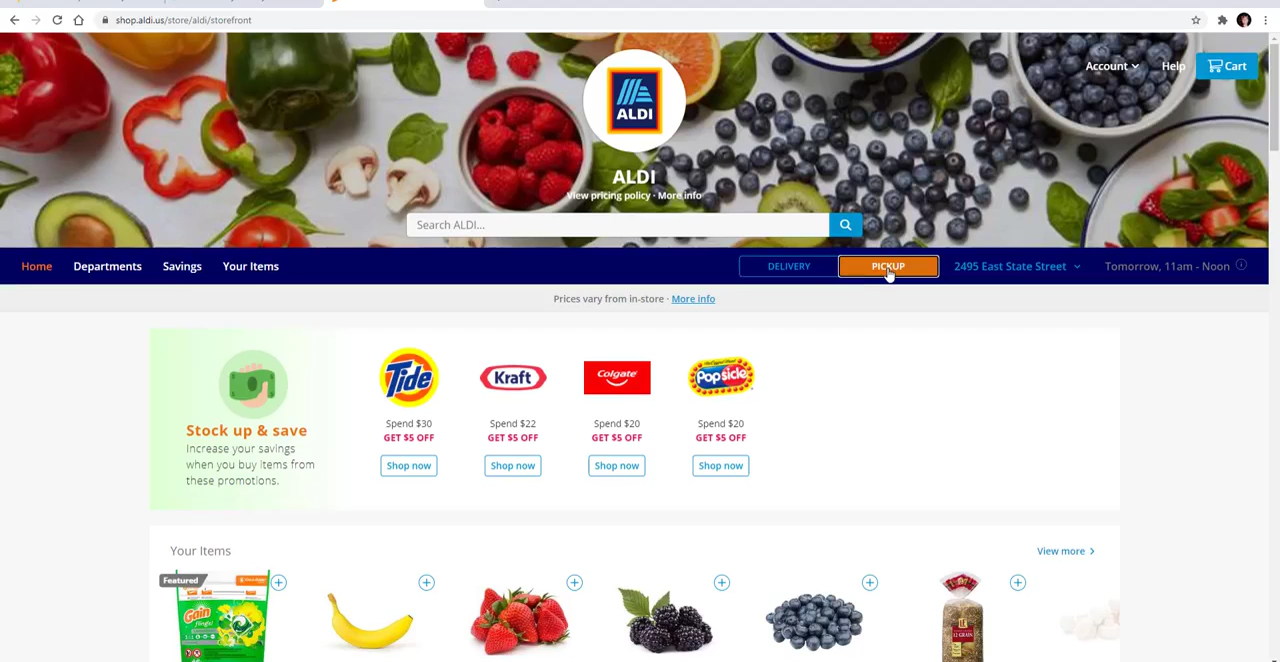 shop.aldi.us/store/aldi/storefront
Account
Help
Cart
ALDI
ALDI
View pricing policy · More info
Search ALDI...
Home
Departments
Savings
Your Items
DELIVERY
PICKUP
2495 East State Street
Tomorrow, 11am - Noon
Prices vary from in-store · More info
Stock up & save
Increase your savings
when you buy items from
these promotions.
Tide
Kraft
Colgate
Popsicle
Spend $30
GET $5 OFF
Shop now
Spend $22
GET $5 OFF
Shop now
Spend $20
GET $5 OFF
Shop now
Spend $20
GET $5 OFF
Shop now
Your Items
View more
Featured
Gain
flings!
12 GRAIN